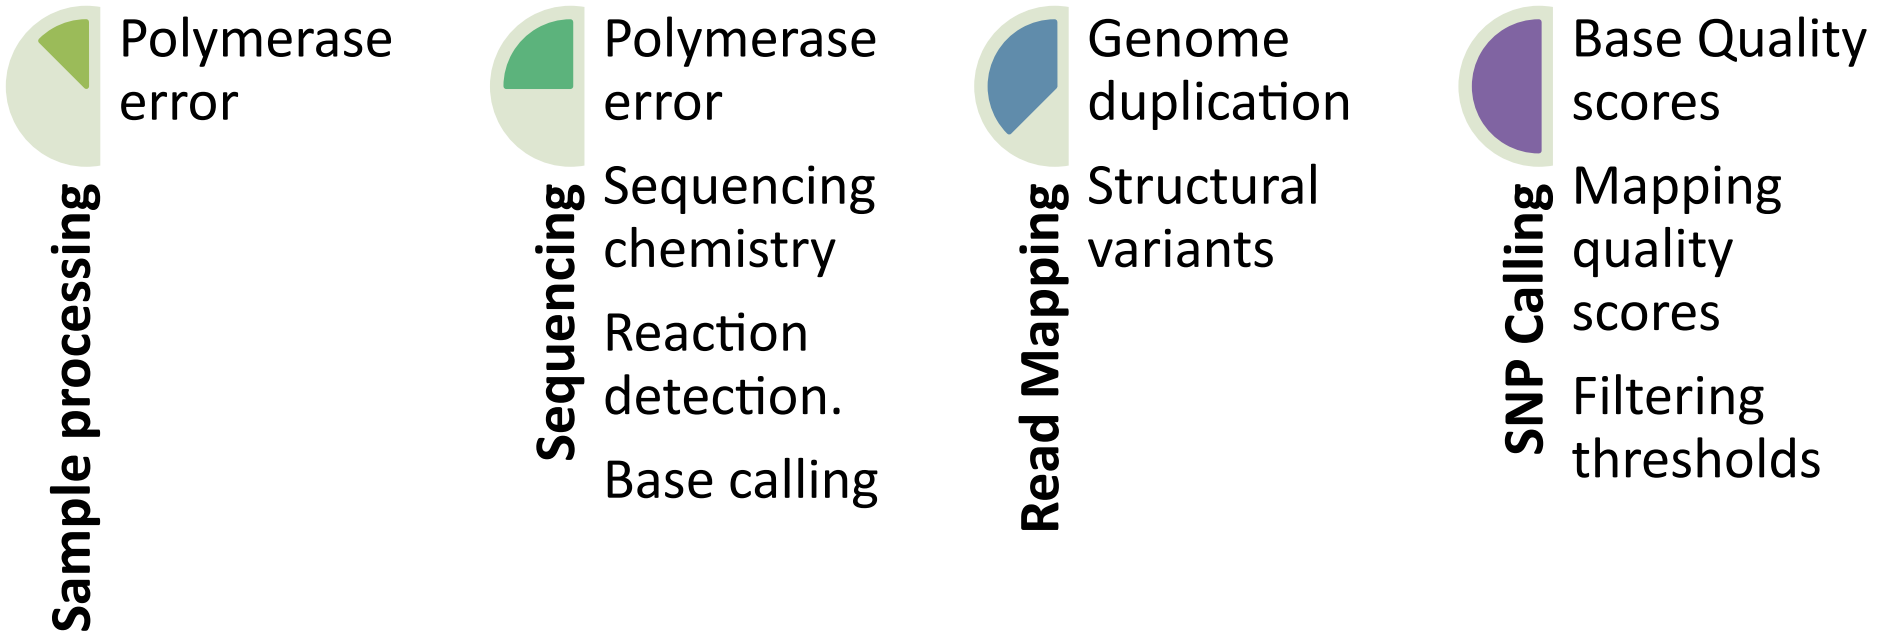 Sample processing
Polymerase
error
Sequencing
Polymerase
error
Sequencing
chemistry
Reaction
detection.
Base calling
Read Mapping
Genome
duplication
Structural
variants
SNP Calling
Base Quality
scores
Mapping
quality
scores
Filtering
thresholds